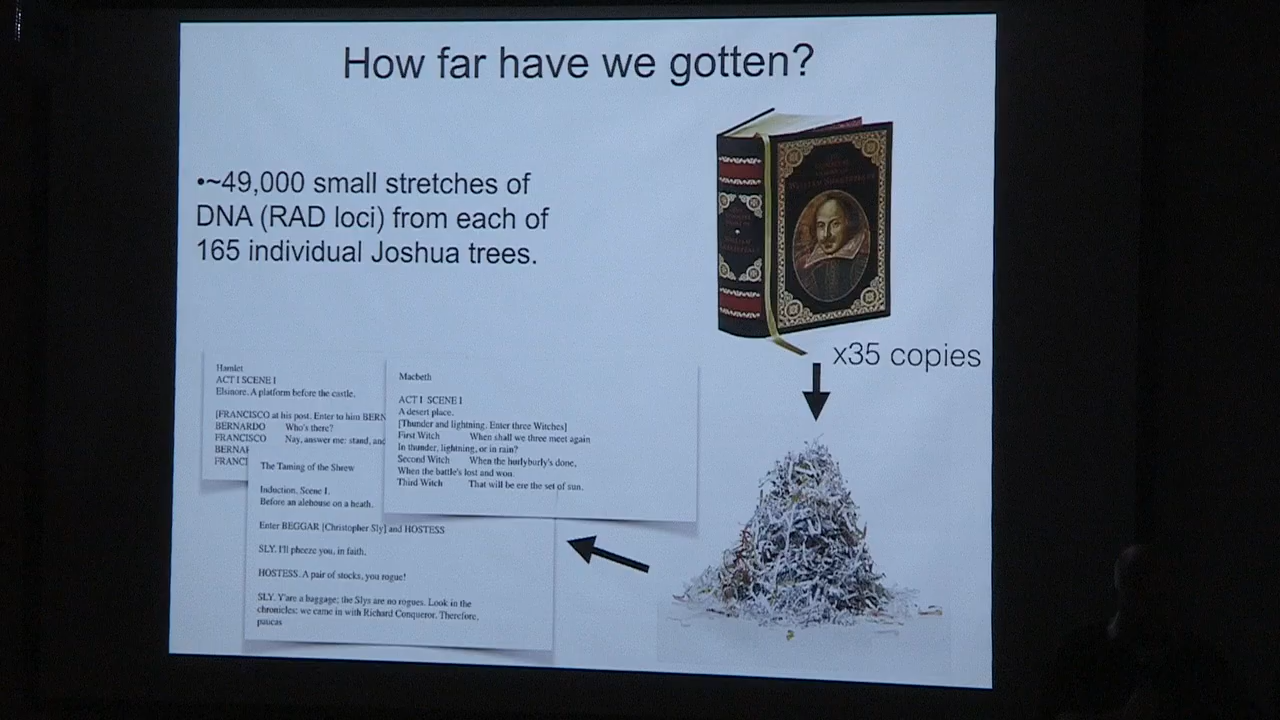 How far have we gotten?
•~49,000 small stretches of
DNA (RAD loci) from each of
165 individual Joshua trees.
x35 copies
Hamlet
ACT I SCENE I
Elsinore. A platform before the castle.
[FRANCISCO at his post. Enter to him BERN
BERNARDO Who's there?
FRANCISCO Nay, answer me: stand, and
BERNAR
FRANCI
Macbeth
ACT I SCENE I
A desert place.
[Thunder and lightning. Enter three Witches]
First Witch When shall we three meet again
In thunder, lightning, or in rain?
Second Witch When the hurlyburly's done,
When the battle's lost and won.
Third Witch That will be ere the set of sun.
The Taming of the Shrew
Induction. Scene I.
Before an alehouse on a heath.
Enter BEGGAR [Christopher Sly] and HOSTESS
SLY. I'll pheeze you, in faith.
HOSTESS. A pair of stocks, you rogue!
SLY. Y'are a baggage; the Slys are no rogues. Look in the
chronicles: we came in with Richard Conqueror. Therefore,
paucas